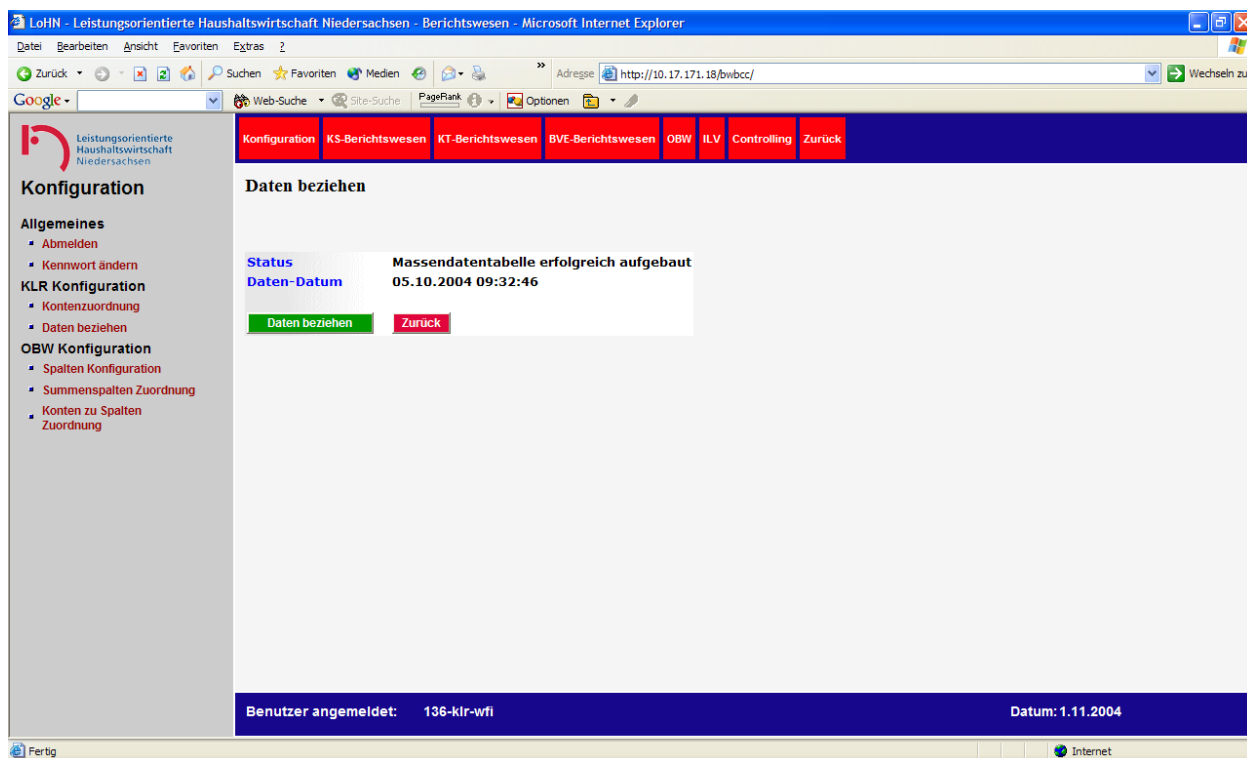 LoHN - Leistungsorientierte Haushaltswirtschaft Niedersachsen - Berichtswesen - Microsoft Internet Explorer
Datei Bearbeiten Ansicht Favoriten Extras ?
Zurück Suchen Favoriten Medien » Adresse http://10.17.171.18/bwbcc/ Wechseln zu
Google Web-Suche Site-Suche PageRank Optionen
Leistungsorientierte
Haushaltswirtschaft
Niedersachsen
Konfiguration KS-Berichtswesen KT-Berichtswesen BVE-Berichtswesen OBW ILV Controlling Zurück
Konfiguration
Allgemeines
Abmelden
Kennwort ändern
KLR Konfiguration
Kontenzuordnung
Daten beziehen
OBW Konfiguration
Spalten Konfiguration
Summenspalten Zuordnung
Konten zu Spalten
Zuordnung
Daten beziehen
Status Massendatentabelle erfolgreich aufgebaut
Daten-Datum 05.10.2004 09:32:46
Daten beziehen Zurück
Benutzer angemeldet: 136-klr-wfi Datum: 1.11.2004
Fertig Internet